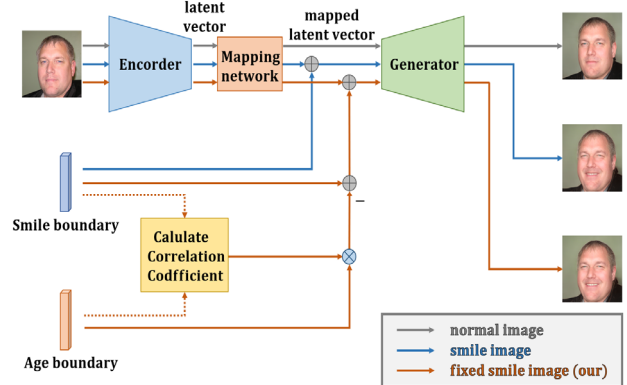 latent
vector
mapped
latent vector
Encorder
Mapping
network
Generator
Smile boundary
−
Calulate
Correlation
Codfficient
Age boundary
normal image
smile image
fixed smile image (our)